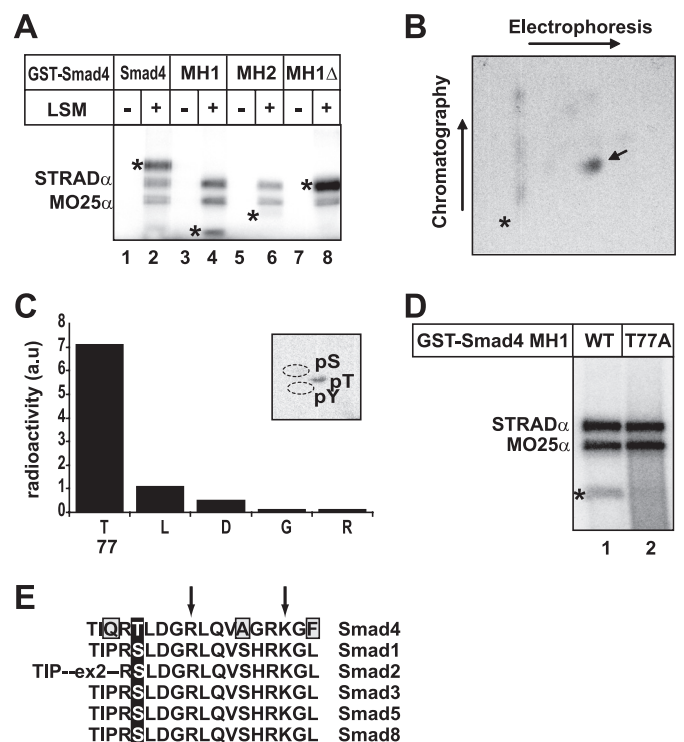 A
GST-Smad4 Smad4 MH1 MH2 MH1Δ
LSM - + - + - + - +
*
STRADα
*
MO25α
*
*
1 2 3 4 5 6 7 8
B
Electrophoresis
Chromatography
*
C
radioactivity (a.u)
8
7
6
5
4
3
2
1
0
T L D G R
77
pS
pT
pY
D
GST-Smad4 MH1 WT T77A
STRADα
MO25α
*
1 2
E
TIQRTLDGRLQVAGRKGF Smad4
TIPRSLDGRLQVSHRKGL Smad1
TIP--ex2-RSLDGRLQVSHRKGL Smad2
TIPRSLDGRLQVSHRKGL Smad3
TIPRSLDGRLQVSHRKGL Smad5
TIPRSLDGRLQVSHRKGL Smad8